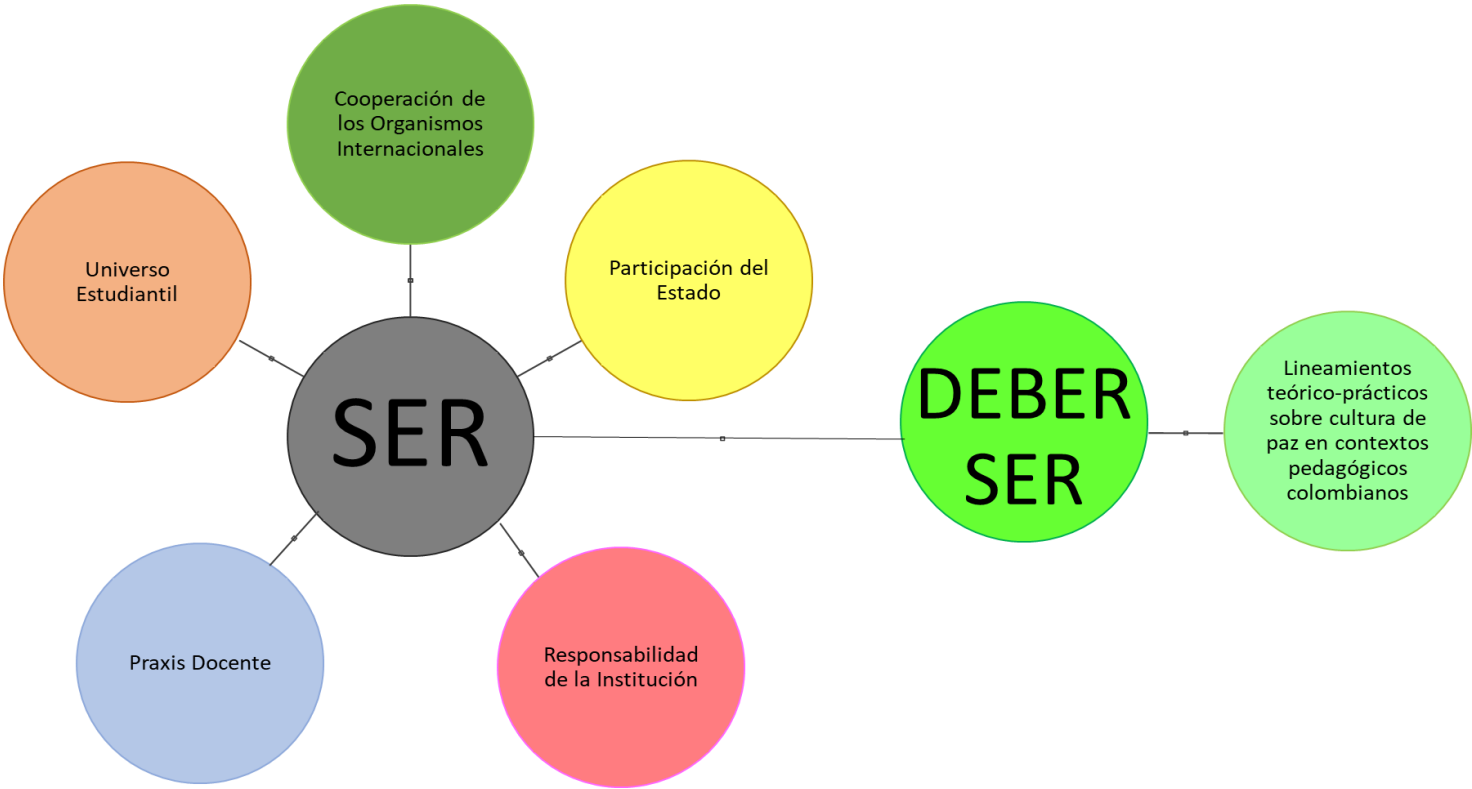 Cooperación de
los Organismos
Internacionales
Universo
Estudiantil
Participación del
Estado
SER
DEBER
SER
Lineamientos
teórico-prácticos
sobre cultura de
paz en contextos
pedagógicos
colombianos
Praxis Docente
Responsabilidad
de la Institución